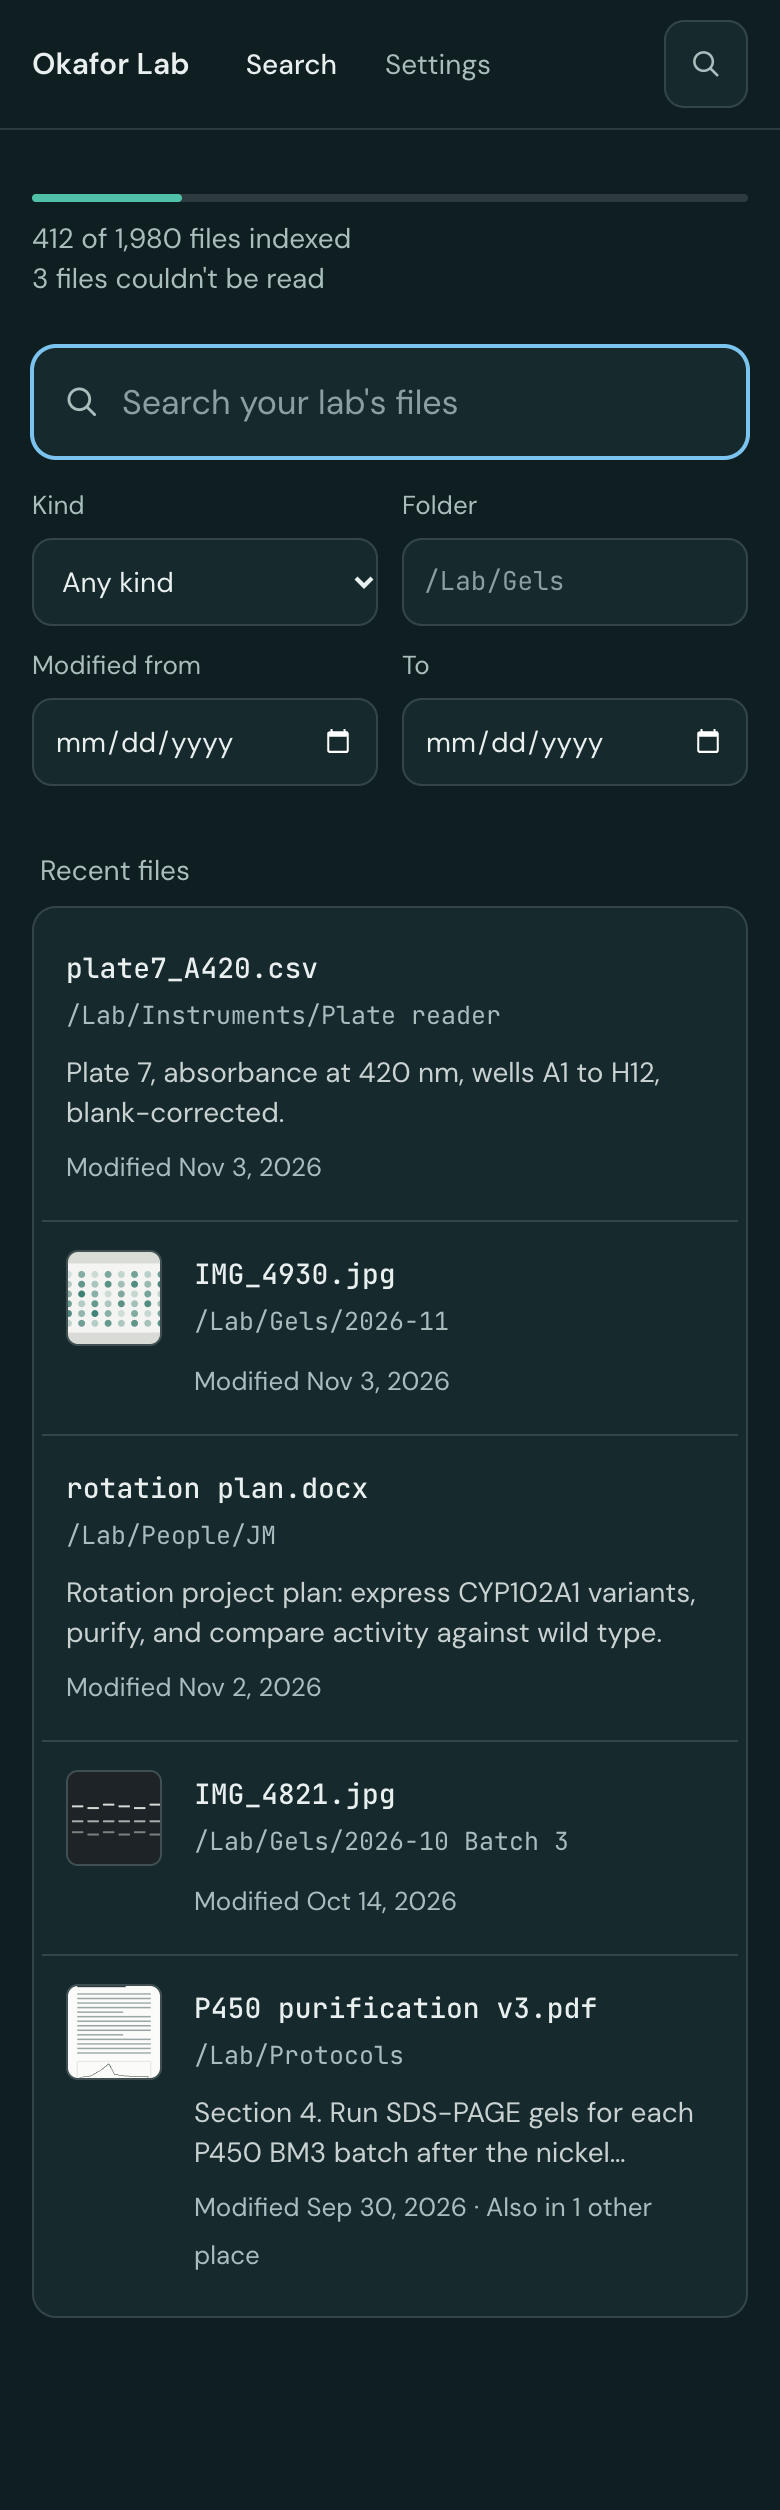 Okafor Lab Search Settings
412 of 1,980 files indexed
3 files couldn't be read
Search your lab's files
Kind Folder
Any kind /Lab/Gels
Modified from To
mm/dd/yyyy mm/dd/yyyy
Recent files
plate7_A420.csv
/Lab/Instruments/Plate reader
Plate 7, absorbance at 420 nm, wells A1 to H12,
blank-corrected.
Modified Nov 3, 2026
IMG_4930.jpg
/Lab/Gels/2026-11
Modified Nov 3, 2026
rotation plan.docx
/Lab/People/JM
Rotation project plan: express CYP102A1 variants,
purify, and compare activity against wild type.
Modified Nov 2, 2026
IMG_4821.jpg
/Lab/Gels/2026-10 Batch 3
Modified Oct 14, 2026
P450 purification v3.pdf
/Lab/Protocols
Section 4. Run SDS-PAGE gels for each
P450 BM3 batch after the nickel…
Modified Sep 30, 2026 · Also in 1 other
place